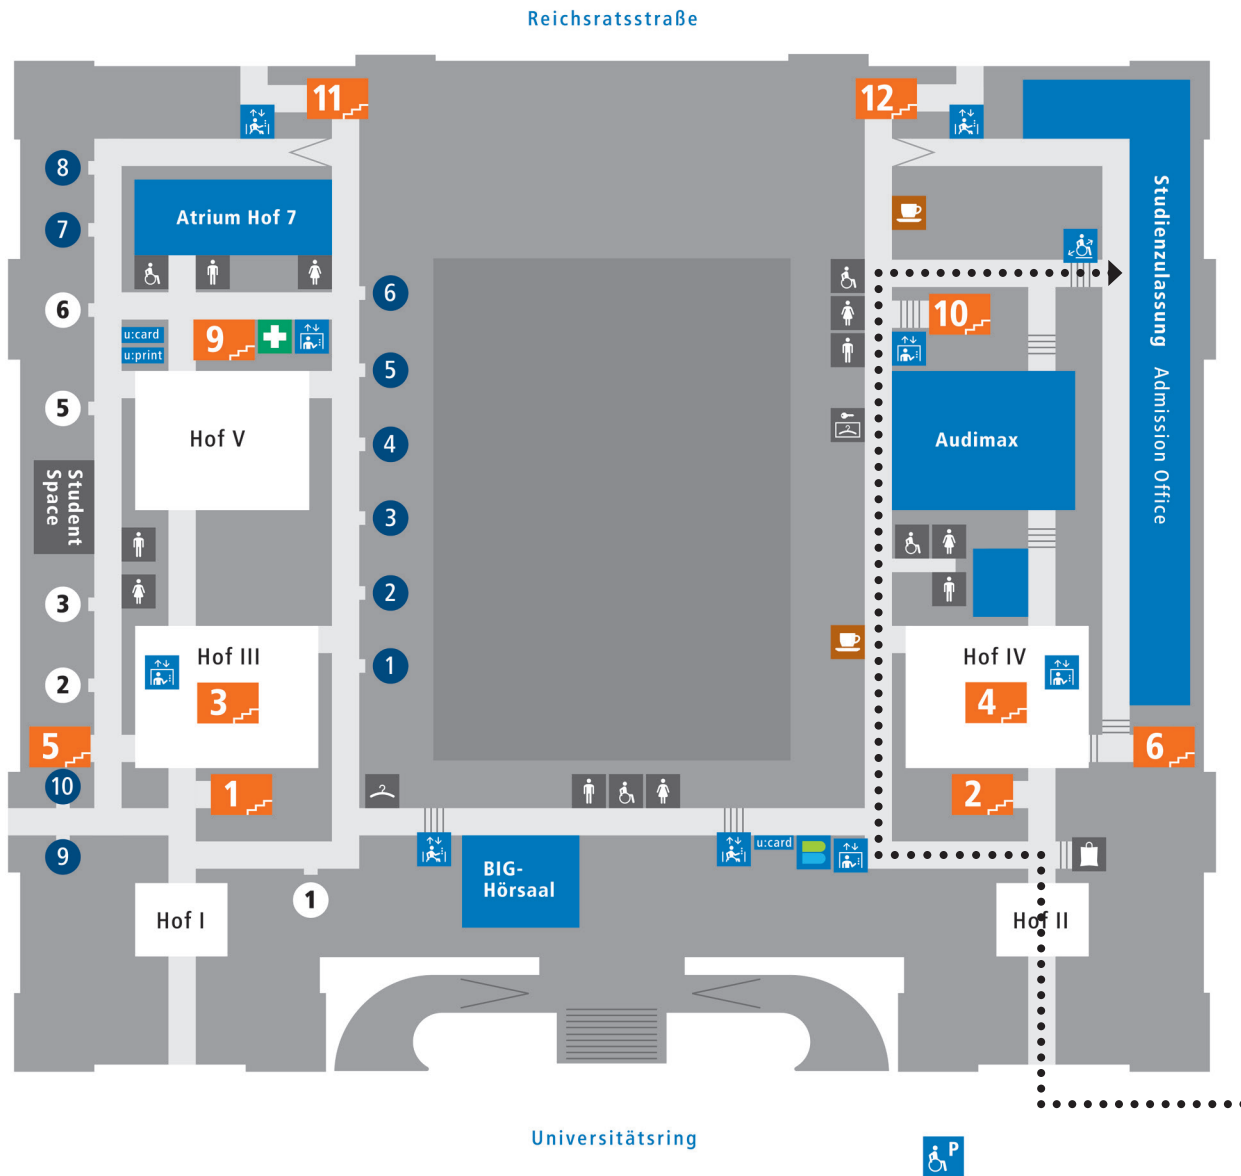 Reichsratsstraße
11
12
8
7
Atrium Hof 7
6
6
u:card
u:print
9
10
5
5
Hof V
4
Audimax
Studienzulassung Admission Office
Student
Space
3
2
3
1
Hof III
Hof IV
2
3
4
5
6
10
1
2
9
u:card
BIG-
Hörsaal
1
Hof I
Hof II
Universitätsring
P